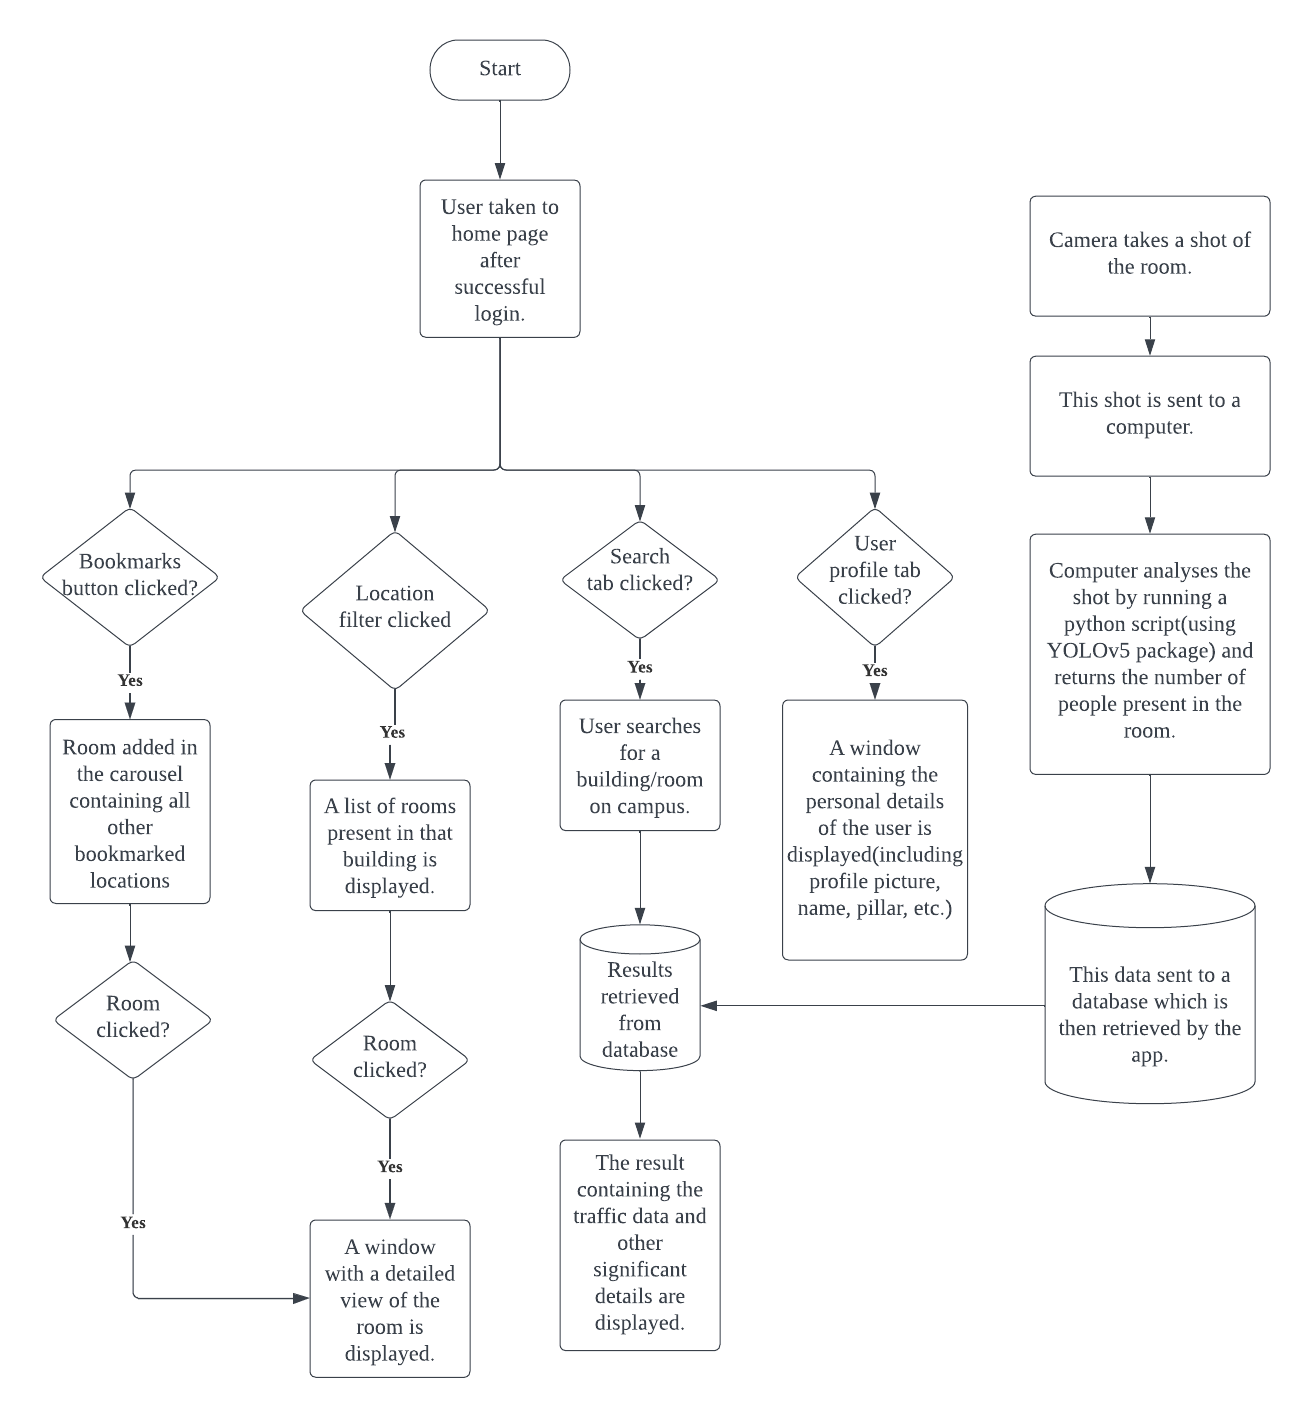 Start
User taken to
home page
after
successful
login.
Camera takes a shot of
the room.
This shot is sent to a
computer.
Bookmarks
button clicked?
Location
filter clicked
Search
tab clicked?
User
profile tab
clicked?
Computer analyses the
shot by running a
python script(using
YOLOv5 package) and
returns the number of
people present in the
room.
Yes
Yes
Yes
Yes
Room added in
the carousel
containing all
other
bookmarked
locations
A list of rooms
present in that
building is
displayed.
User searches
for a
building/room
on campus.
A window
containing the
personal details
of the user is
displayed(including
profile picture,
name, pillar, etc.)
Room
clicked?
Room
clicked?
Results
retrieved
from
database
This data sent to a
database which is
then retrieved by the
app.
Yes
Yes
A window
with a detailed
view of the
room is
displayed.
The result
containing the
traffic data and
other
significant
details are
displayed.